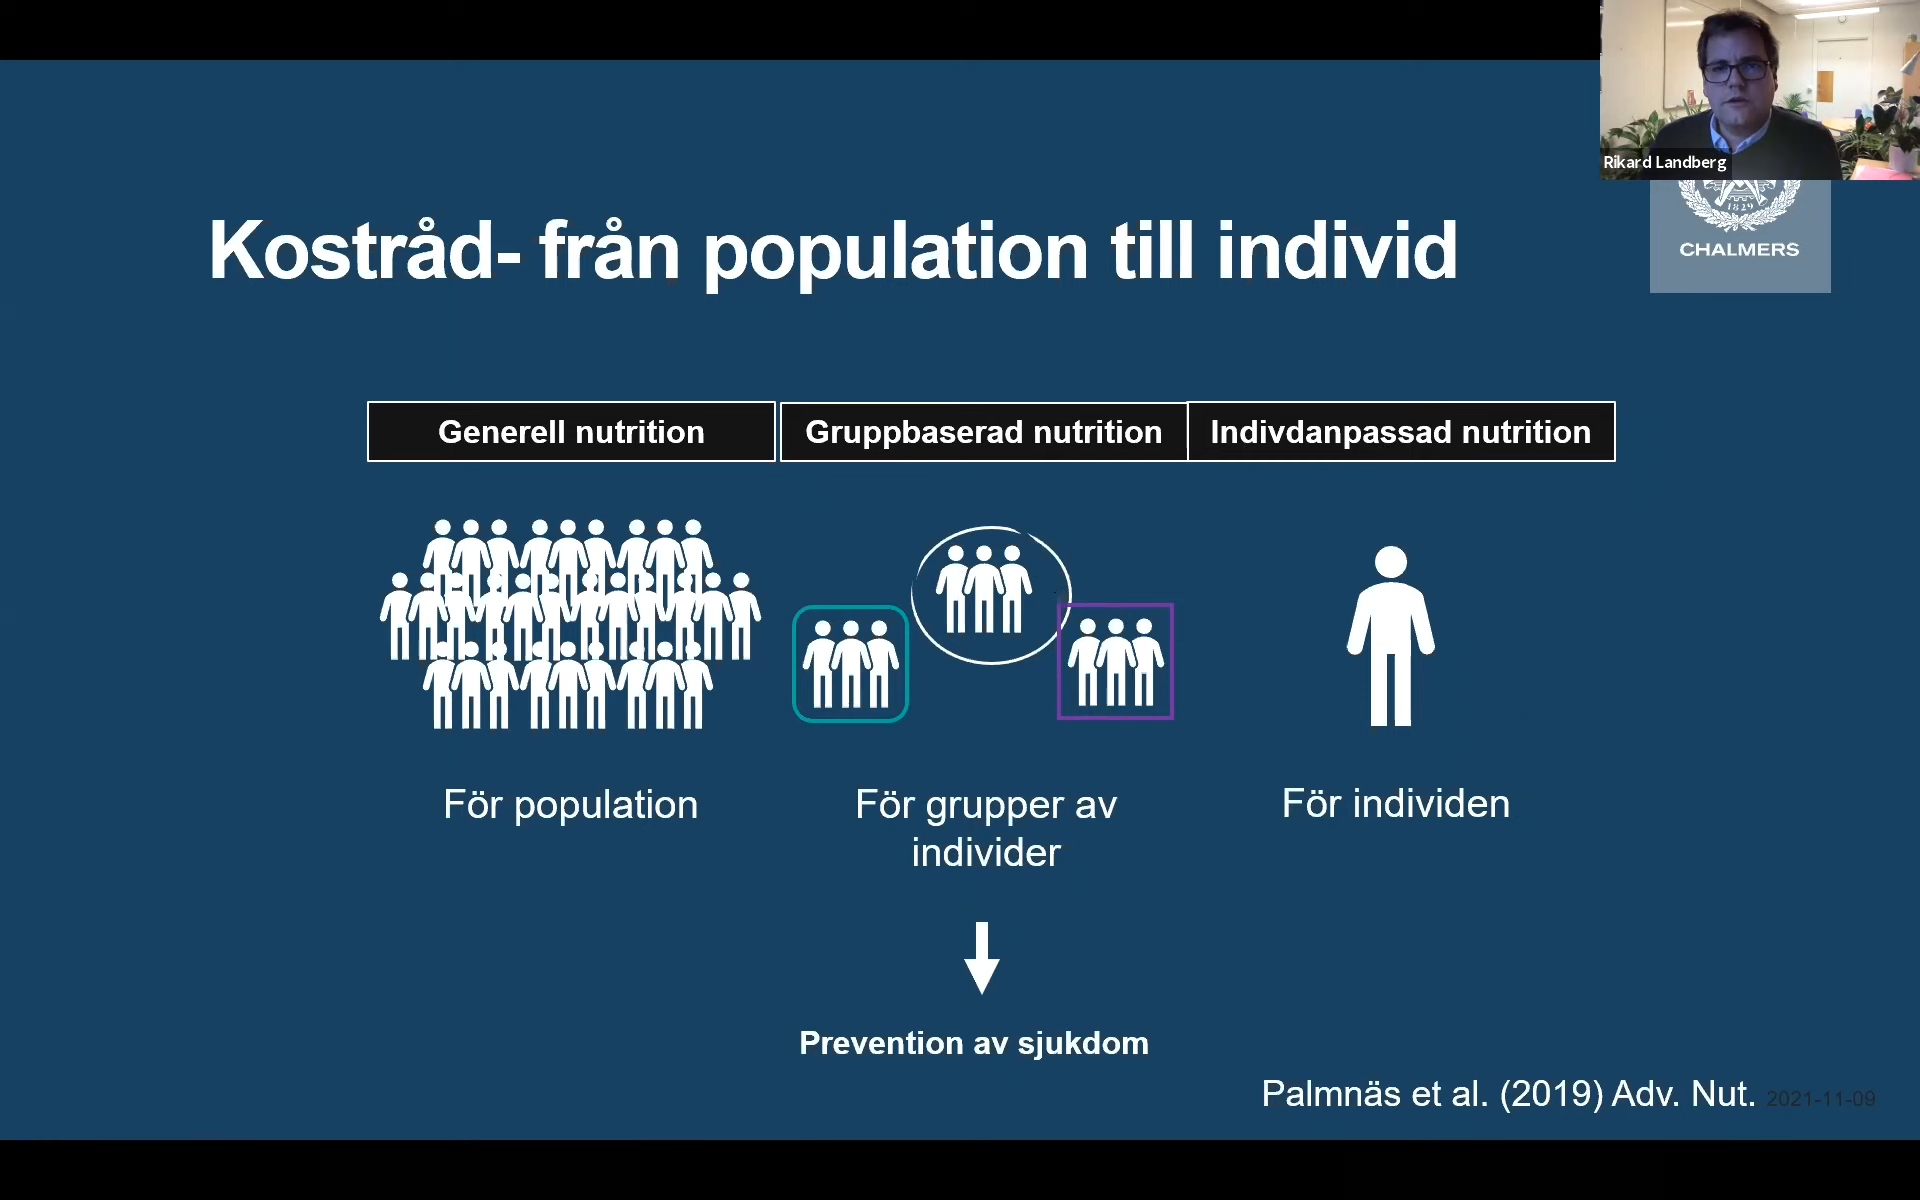 Rikard Landberg
1829
CHALMERS
Kostråd- från population till individ
Generell nutrition
Gruppbaserad nutrition
Indivdanpassad nutrition
För population
För grupper av
individer
För individen
Prevention av sjukdom
Palmnäs et al. (2019) Adv. Nut.
2021-11-09